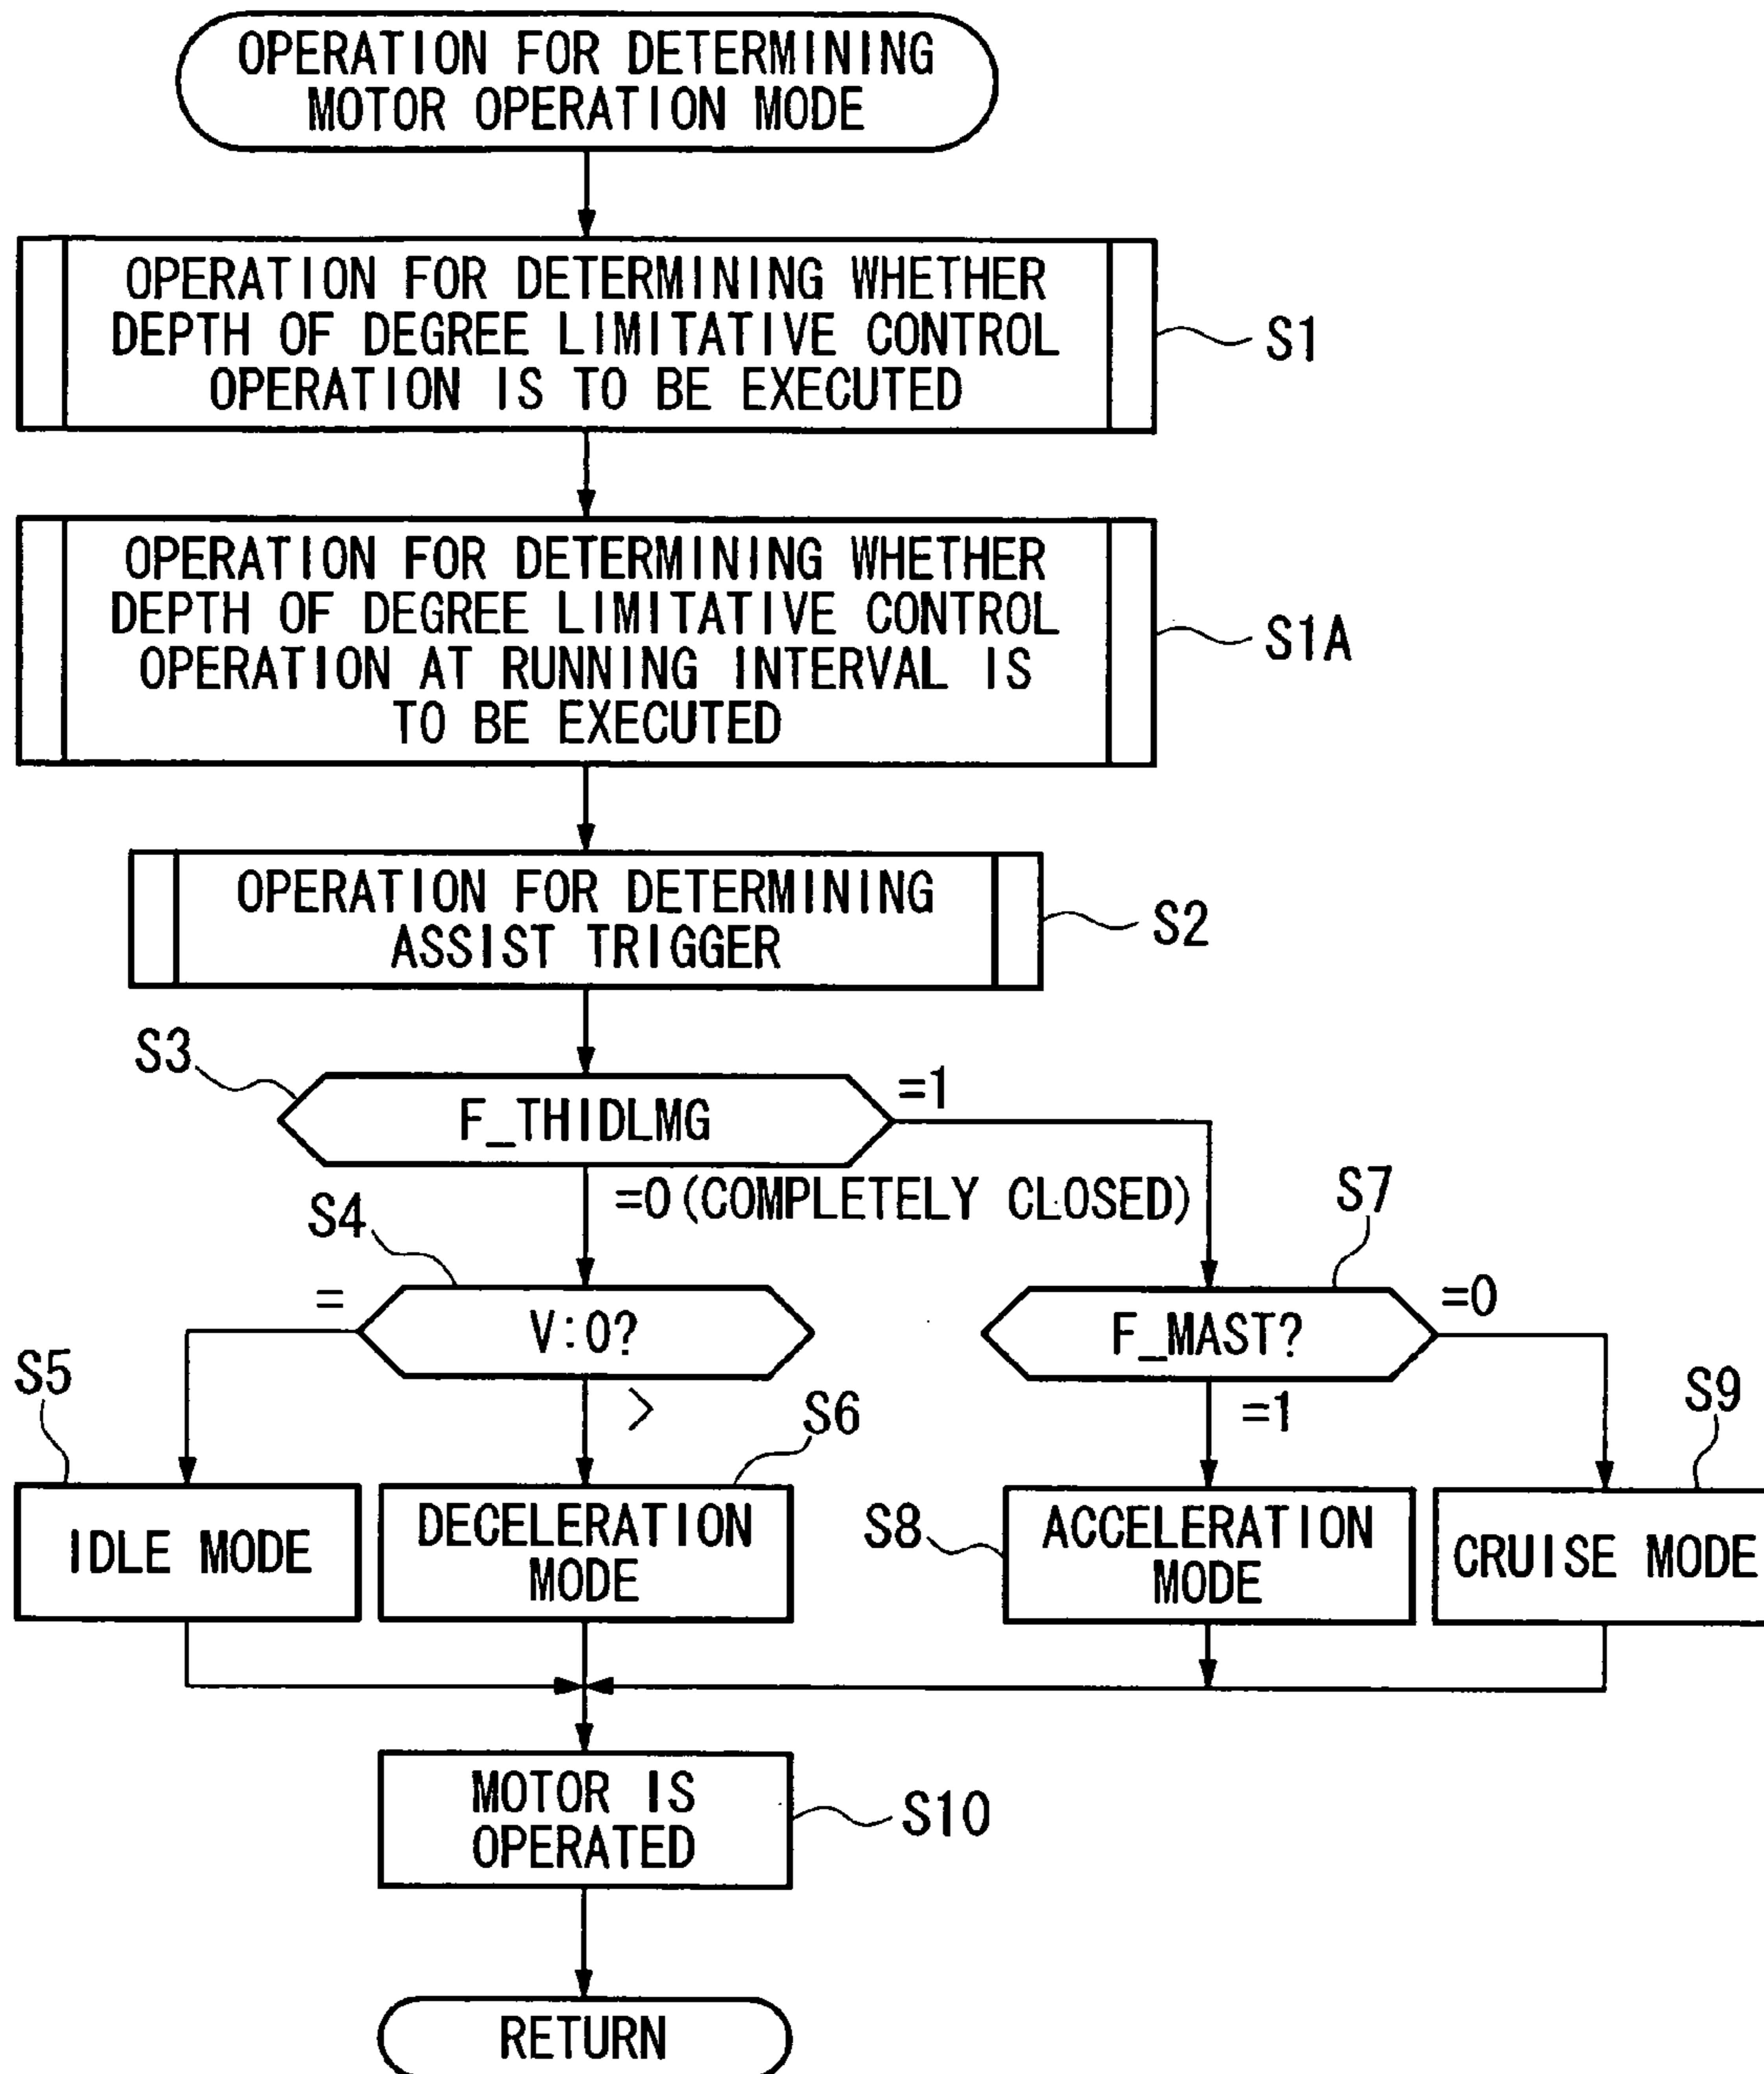 OPERATION FOR DETERMINING
MOTOR OPERATION MODE
OPERATION FOR DETERMINING WHETHER
DEPTH OF DEGREE LIMITATIVE CONTROL
OPERATION IS TO BE EXECUTED
S1
OPERATION FOR DETERMINING WHETHER
DEPTH OF DEGREE LIMITATIVE CONTROL
OPERATION AT RUNNING INTERVAL IS
TO BE EXECUTED
S1A
OPERATION FOR DETERMINING
ASSIST TRIGGER
S2
S3
F_THIDLMG
=1
=0(COMPLETELY CLOSED)
S4
S7
=
V:0?
F_MAST?
=0
S5
>
S6
=1
S9
IDLE MODE
DECELERATION
MODE
S8
ACCELERATION
MODE
CRUISE MODE
MOTOR IS
OPERATED
S10
RETURN